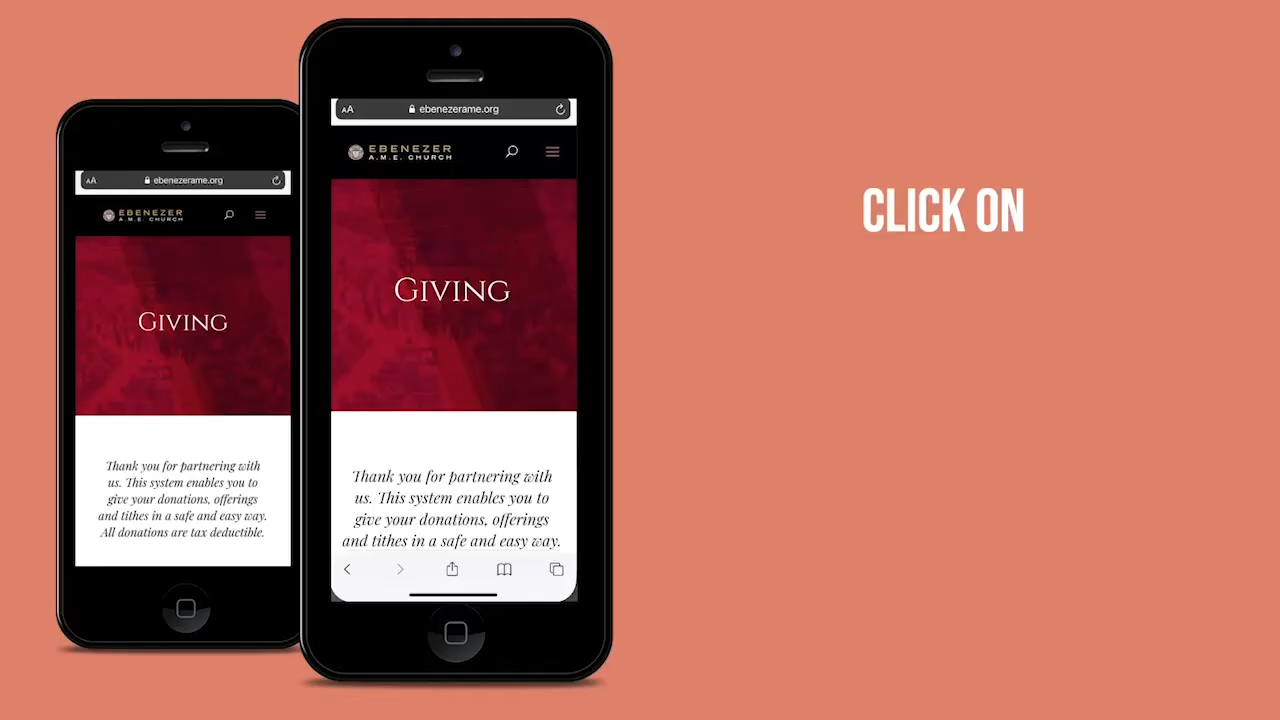 AA ebenezerame.org
EBENEZER
A.M.E. CHURCH
GIVING
Thank you for partnering with
us. This system enables you to
give your donations, offerings
and tithes in a safe and easy way.
All donations are tax deductible.
AA ebenezerame.org
EBENEZER
A.M.E. CHURCH
GIVING
Thank you for partnering with
us. This system enables you to
give your donations, offerings
and tithes in a safe and easy way.
CLICK ON